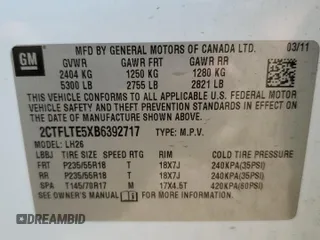 GM
MFD BY GENERAL MOTORS OF CANADA LTD. 03/11
GVWR GAWR FRT GAWR RR
2404 KG 1250 KG 1280 KG
5300 LB 2755 LB 2821 LB
THIS VEHICLE CONFORMS TO ALL APPLICABLE U.S. FEDERAL MOTOR
VEHICLE SAFETY AND THEFT PREVENTION STANDARDS IN EFFECT
ON THE DATE OF MANUFACTURE SHOWN ABOVE.
2CTFLTE5XB6392717 TYPE: M.P.V.
MODEL: LH26
LBBJ TIRE SIZE SPEED RTG RIM COLD TIRE PRESSURE
FRT P235/55R18 T 18X7J 240KPA(35PSI)
RR P235/55R18 T 18X7J 240KPA(35PSI)
SPA T145/70R17 M 17X4.5T 420KPA(60PSI)
SEE OWNER'S MANUAL FOR ADDITIONAL INFORMATION
DREAMBID